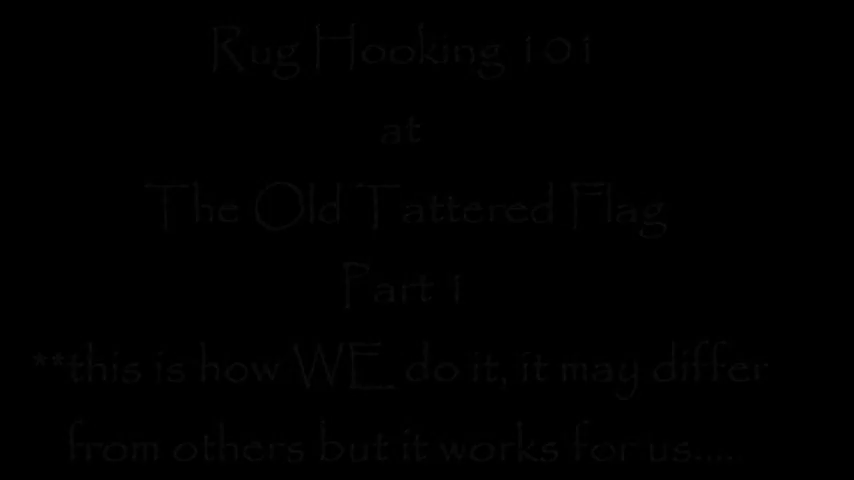 Rug Hooking 101
at
The Old Tattered Flag
Part 1
**this is how WE do it, it may differ
from others but it works for us....